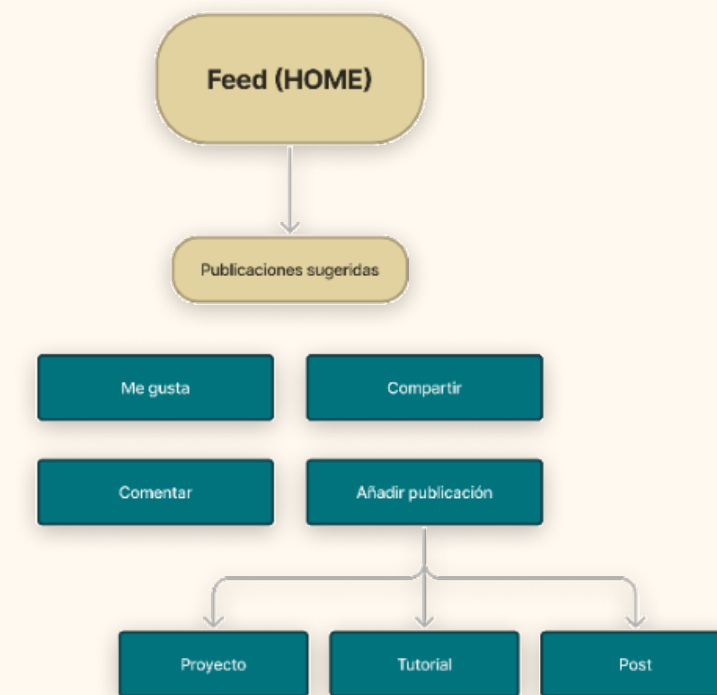 Feed (HOME)
Publicaciones sugeridas
Me gusta
Compartir
Comentar
Añadir publicación
Proyecto
Tutorial
Post